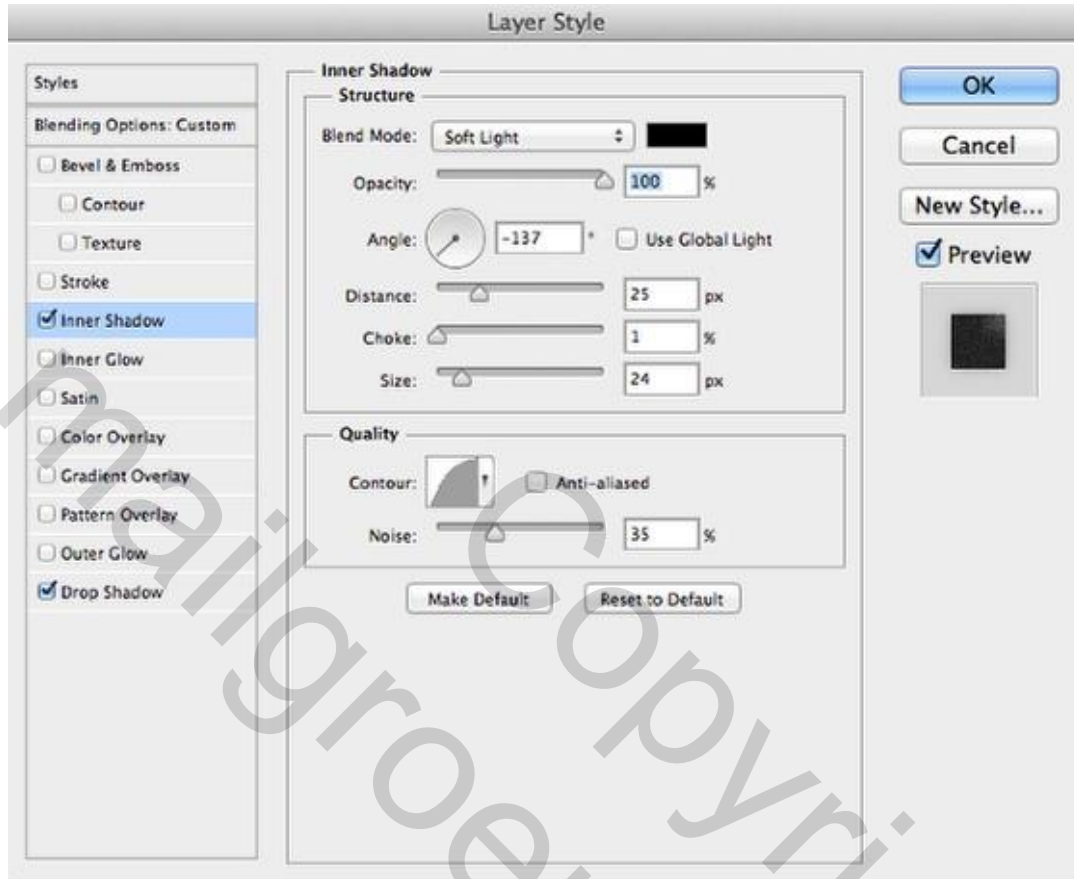 Layer Style
Styles
Blending Options: Custom
Bevel & Emboss
Contour
Texture
Stroke
Inner Shadow
Inner Glow
Satin
Color Overlay
Gradient Overlay
Pattern Overlay
Outer Glow
Drop Shadow
Inner Shadow
Structure
Blend Mode: Soft Light
Opacity: 100 %
Angle: -137 ° Use Global Light
Distance: 25 px
Choke: 1 %
Size: 24 px
Quality
Contour: Anti-aliased
Noise: 35 %
Make Default Reset to Default
OK
Cancel
New Style...
Preview